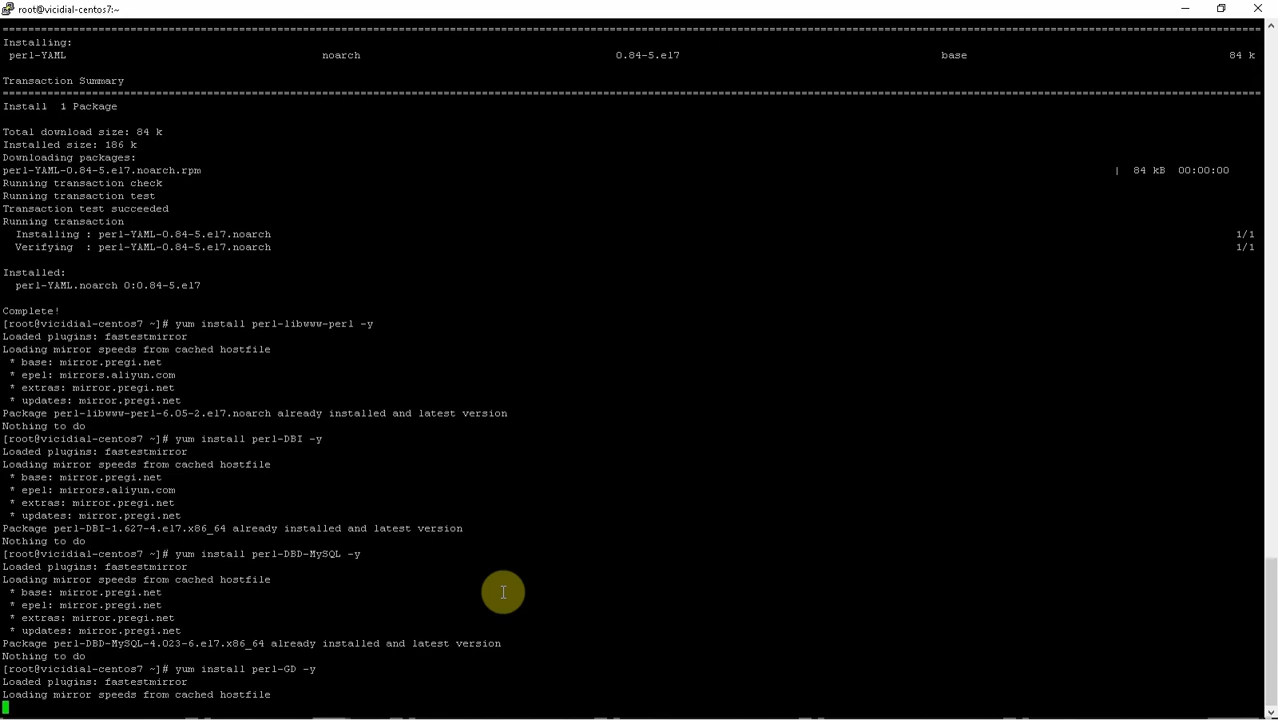 root@vicidial-centos7:~
================================================================================
Installing:
 perl-YAML noarch 0.84-5.el7 base 84 k
Transaction Summary
================================================================================
Install  1 Package
Total download size: 84 k
Installed size: 186 k
Downloading packages:
perl-YAML-0.84-5.el7.noarch.rpm | 84 kB 00:00:00
Running transaction check
Running transaction test
Transaction test succeeded
Running transaction
  Installing : perl-YAML-0.84-5.el7.noarch 1/1
  Verifying  : perl-YAML-0.84-5.el7.noarch 1/1
Installed:
  perl-YAML.noarch 0:0.84-5.el7
Complete!
[root@vicidial-centos7 ~]# yum install perl-libwww-perl -y
Loaded plugins: fastestmirror
Loading mirror speeds from cached hostfile
 * base: mirror.pregi.net
 * epel: mirrors.aliyun.com
 * extras: mirror.pregi.net
 * updates: mirror.pregi.net
Package perl-libwww-perl-6.05-2.el7.noarch already installed and latest version
Nothing to do
[root@vicidial-centos7 ~]# yum install perl-DBI -y
Loaded plugins: fastestmirror
Loading mirror speeds from cached hostfile
 * base: mirror.pregi.net
 * epel: mirrors.aliyun.com
 * extras: mirror.pregi.net
 * updates: mirror.pregi.net
Package perl-DBI-1.627-4.el7.x86_64 already installed and latest version
Nothing to do
[root@vicidial-centos7 ~]# yum install perl-DBD-MySQL -y
Loaded plugins: fastestmirror
Loading mirror speeds from cached hostfile
 * base: mirror.pregi.net
 * epel: mirror.pregi.net
 * extras: mirror.pregi.net
 * updates: mirror.pregi.net
Package perl-DBD-MySQL-4.023-6.el7.x86_64 already installed and latest version
Nothing to do
[root@vicidial-centos7 ~]# yum install perl-GD -y
Loaded plugins: fastestmirror
Loading mirror speeds from cached hostfile